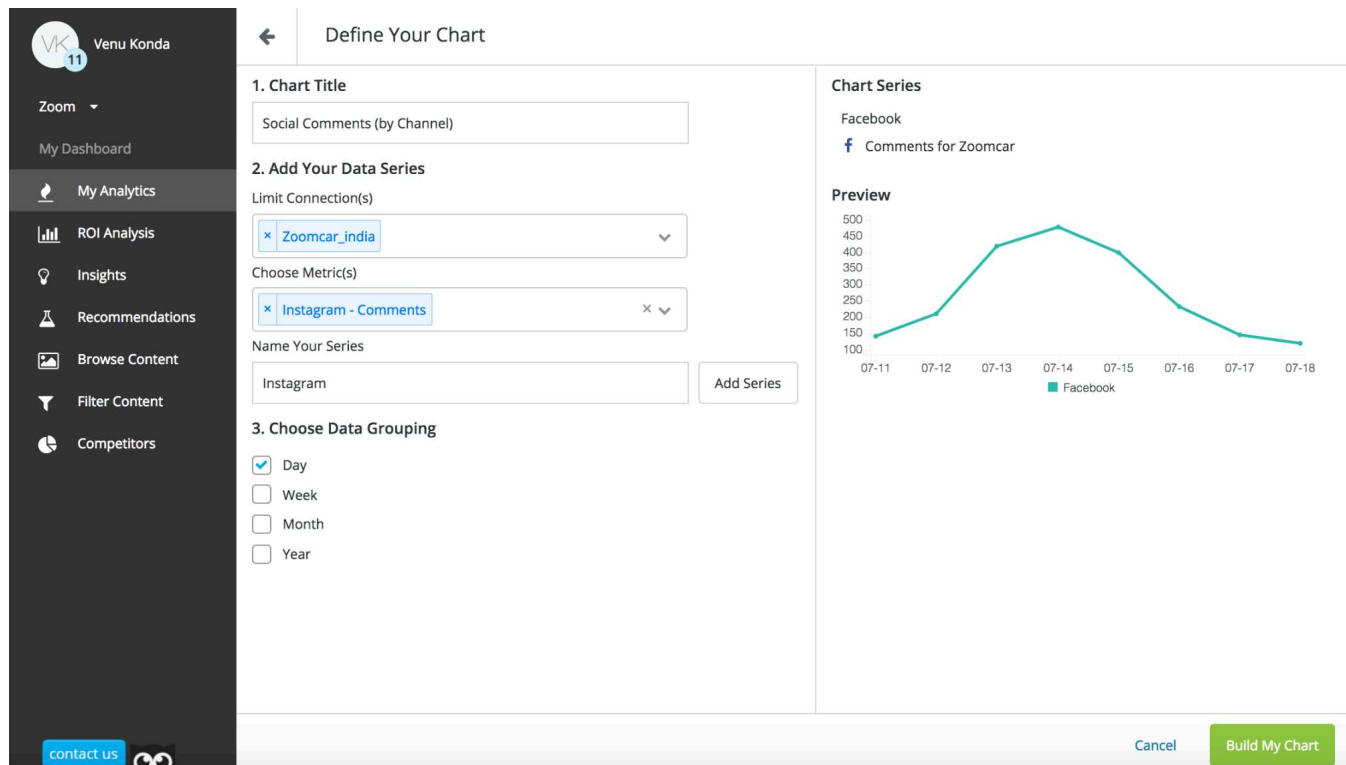 VK
11
Venu Konda
Zoom
My Dashboard
My Analytics
ROI Analysis
Insights
Recommendations
Browse Content
Filter Content
Competitors
contact us
Define Your Chart
1. Chart Title
Social Comments (by Channel)
2. Add Your Data Series
Limit Connection(s)
× Zoomcar_india
Choose Metric(s)
× Instagram - Comments ×
Name Your Series
Instagram
Add Series
3. Choose Data Grouping
Day
Week
Month
Year
Chart Series
Facebook
f Comments for Zoomcar
Preview
500
450
400
350
300
250
200
150
100
07-11 07-12 07-13 07-14 07-15 07-16 07-17 07-18
Facebook
Cancel
Build My Chart